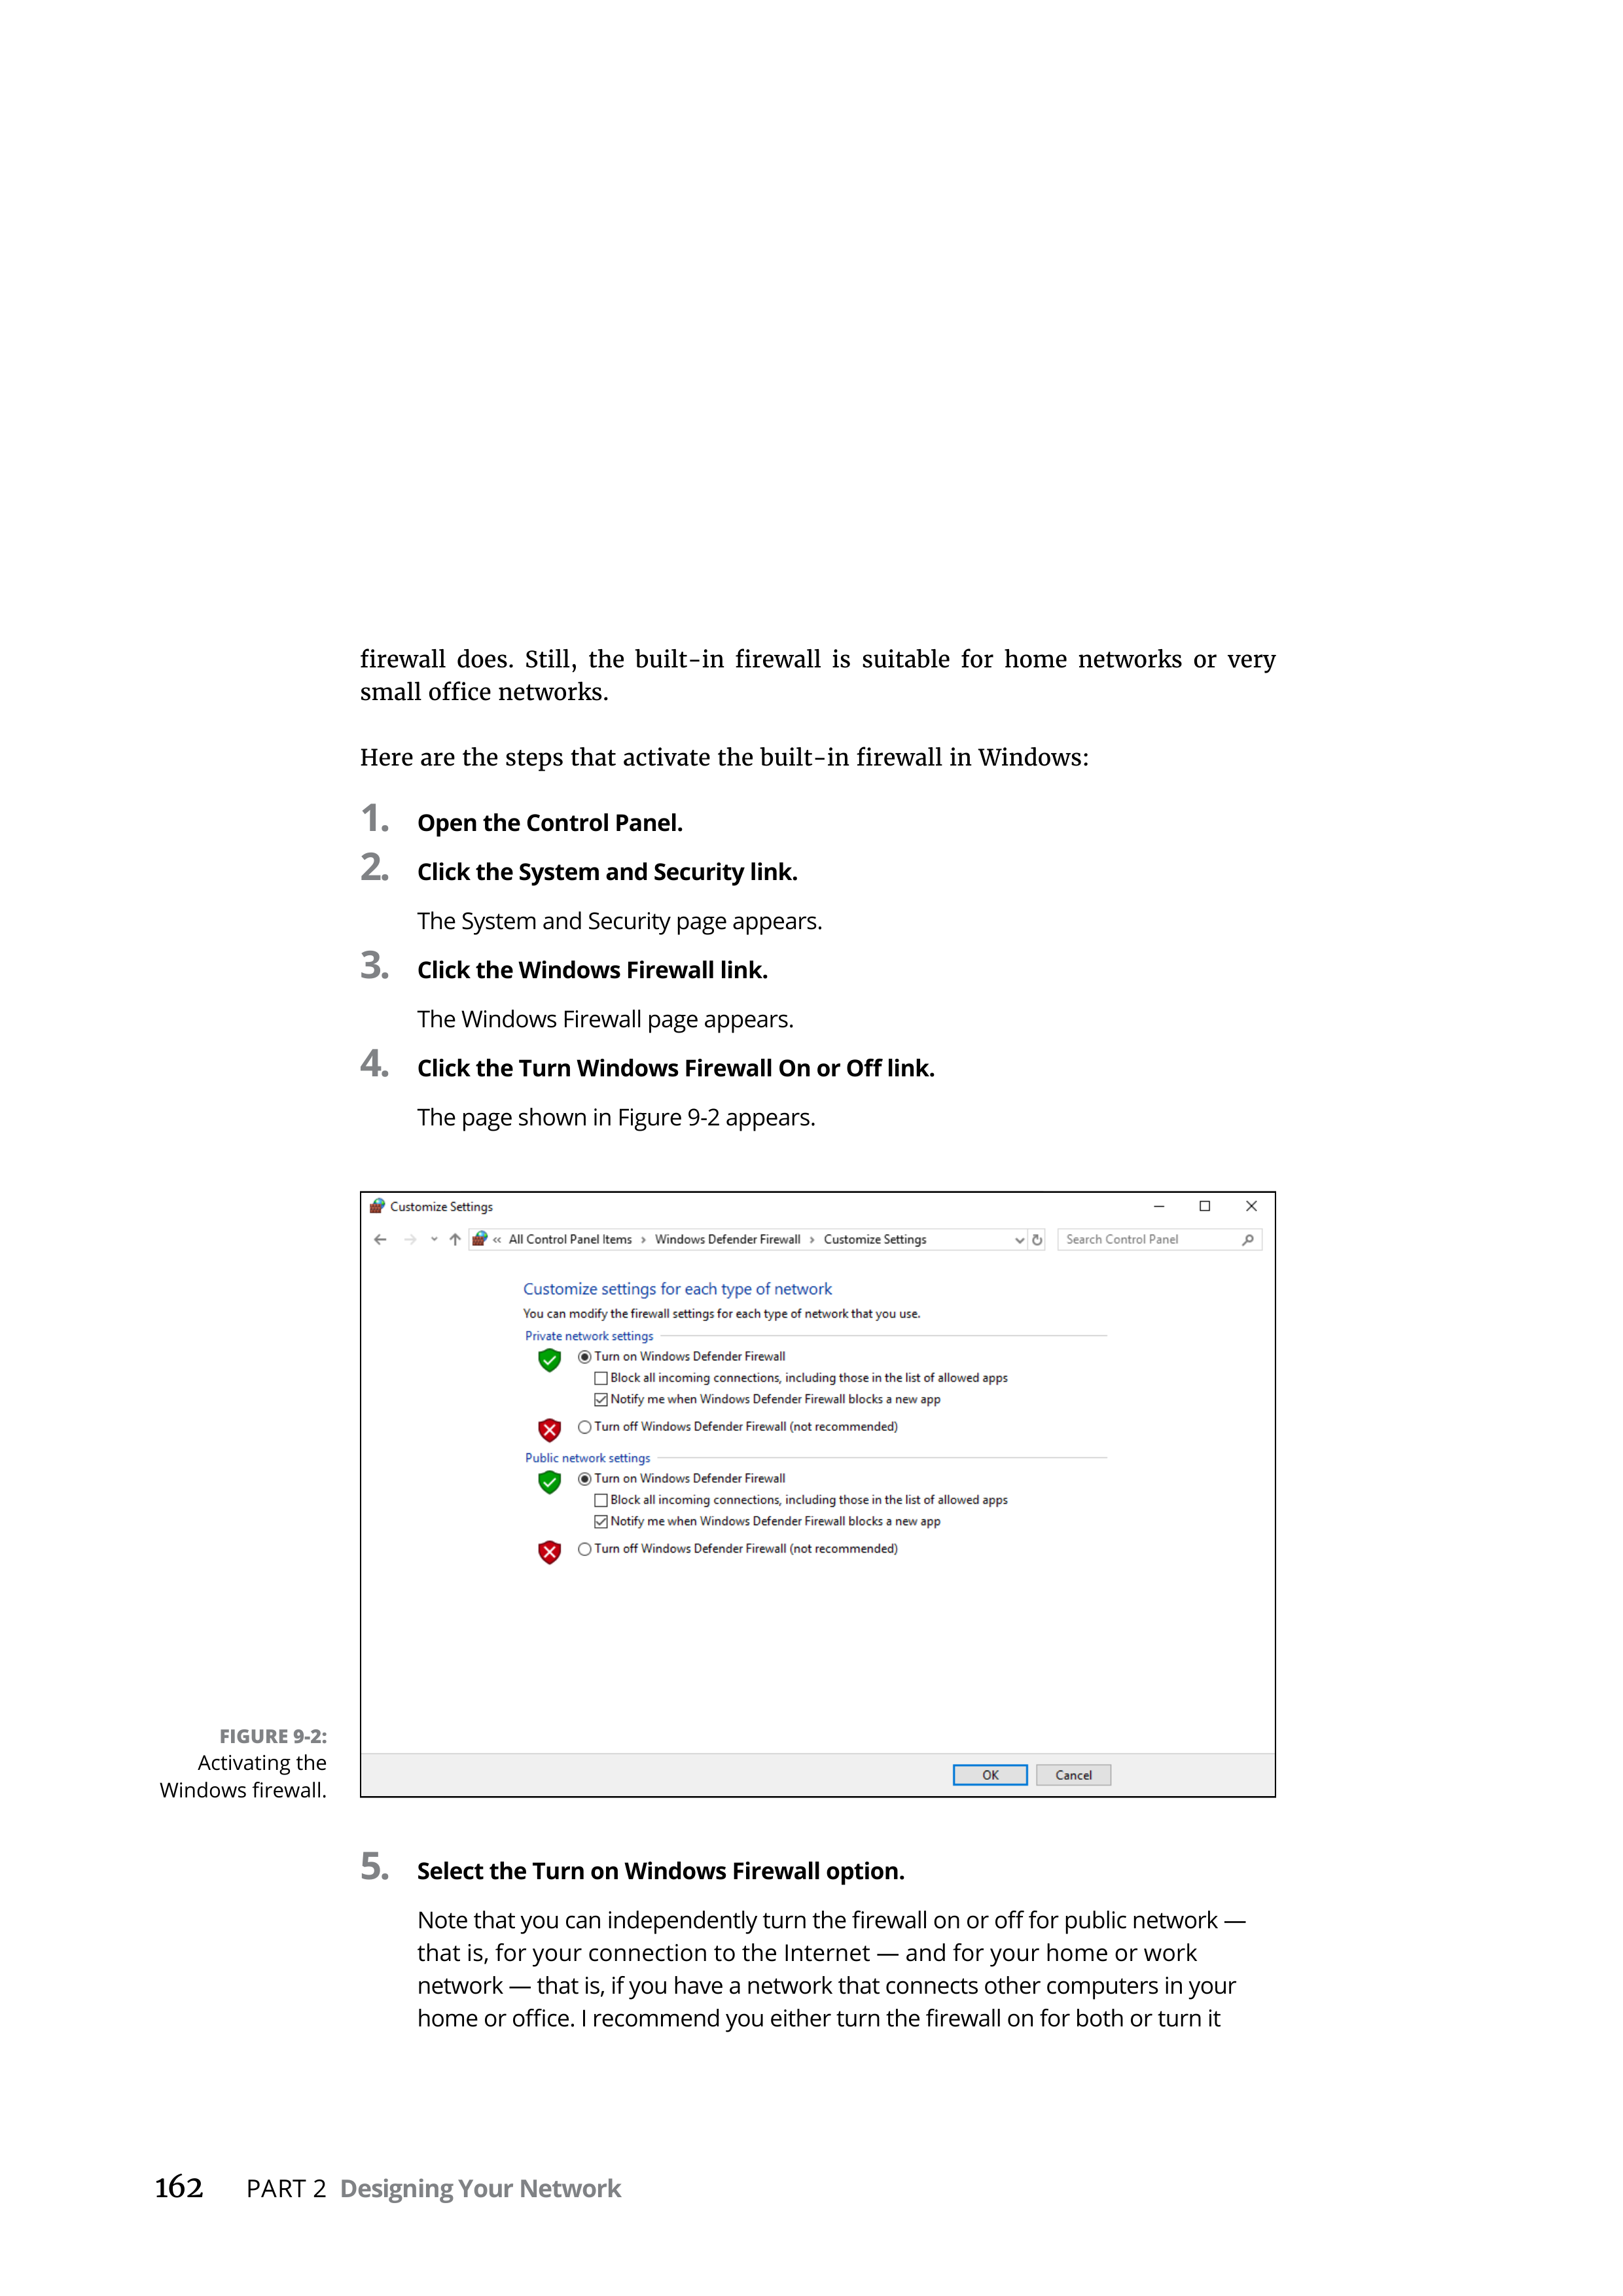 firewall does. Still, the built-in firewall is suitable for home networks or very
small office networks.
Here are the steps that activate the built-in firewall in Windows:
1. Open the Control Panel.
2. Click the System and Security link.
The System and Security page appears.
3. Click the Windows Firewall link.
The Windows Firewall page appears.
4. Click the Turn Windows Firewall On or Off link.
The page shown in Figure 9-2 appears.
Customize Settings
« All Control Panel Items › Windows Defender Firewall › Customize Settings
Search Control Panel
Customize settings for each type of network
You can modify the firewall settings for each type of network that you use.
Private network settings
Turn on Windows Defender Firewall
Block all incoming connections, including those in the list of allowed apps
Notify me when Windows Defender Firewall blocks a new app
Turn off Windows Defender Firewall (not recommended)
Public network settings
Turn on Windows Defender Firewall
Block all incoming connections, including those in the list of allowed apps
Notify me when Windows Defender Firewall blocks a new app
Turn off Windows Defender Firewall (not recommended)
OK
Cancel
FIGURE 9-2:
Activating the
Windows firewall.
5. Select the Turn on Windows Firewall option.
Note that you can independently turn the firewall on or off for public network —
that is, for your connection to the Internet — and for your home or work
network — that is, if you have a network that connects other computers in your
home or office. I recommend you either turn the firewall on for both or turn it
162 PART 2 Designing Your Network